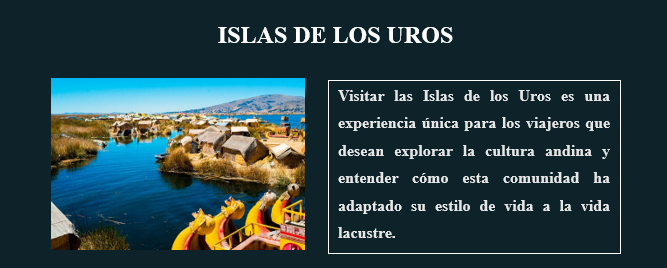 ISLAS DE LOS UROS
Visitar las Islas de los Uros es una
experiencia única para los viajeros que
desean explorar la cultura andina y
entender cómo esta comunidad ha
adaptado su estilo de vida a la vida
lacustre.